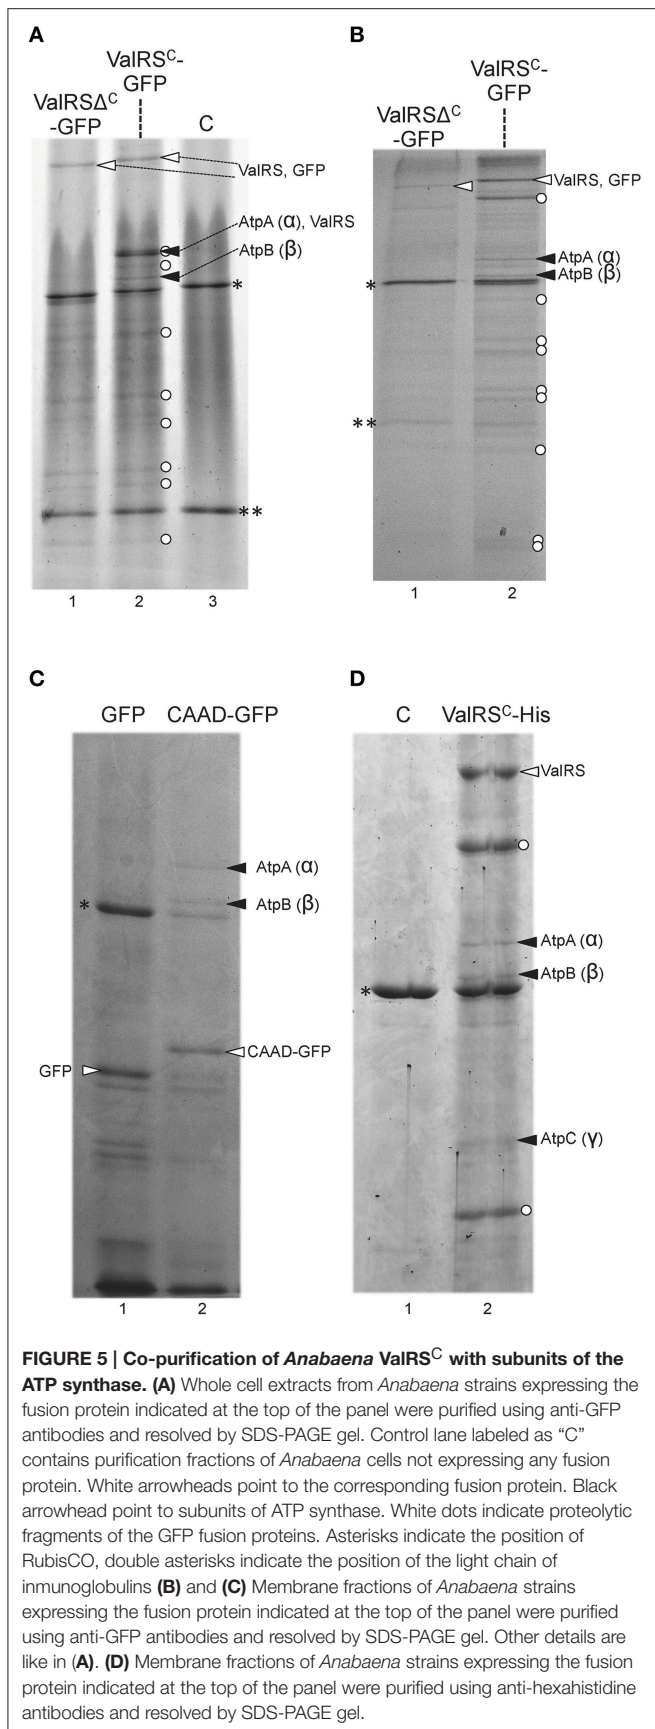 A
ValRSΔC
-GFP
ValRSC-
GFP
C
ValRS, GFP
AtpA (α), ValRS
AtpB (β)
*
**
1
2
3
B
ValRSΔC
-GFP
ValRSC-
GFP
ValRS, GFP
AtpA (α)
AtpB (β)
*
**
1
2
C
GFP
CAAD-GFP
AtpA (α)
AtpB (β)
*
CAAD-GFP
GFP
1
2
D
C
ValRSC-His
ValRS
AtpA (α)
AtpB (β)
*
AtpC (γ)
1
2
FIGURE 5 | Co-purification of Anabaena ValRSC with subunits of the
ATP synthase. (A) Whole cell extracts from Anabaena strains expressing the
fusion protein indicated at the top of the panel were purified using anti-GFP
antibodies and resolved by SDS-PAGE gel. Control lane labeled as “C”
contains purification fractions of Anabaena cells not expressing any fusion
protein. White arrowheads point to the corresponding fusion protein. Black
arrowhead point to subunits of ATP synthase. White dots indicate proteolytic
fragments of the GFP fusion proteins. Asterisks indicate the position of
RubisCO, double asterisks indicate the position of the light chain of
inmunoglobulins (B) and (C) Membrane fractions of Anabaena strains
expressing the fusion protein indicated at the top of the panel were purified
using anti-GFP antibodies and resolved by SDS-PAGE gel. Other details are
like in (A). (D) Membrane fractions of Anabaena strains expressing the fusion
protein indicated at the top of the panel were purified using anti-hexahistidine
antibodies and resolved by SDS-PAGE gel.